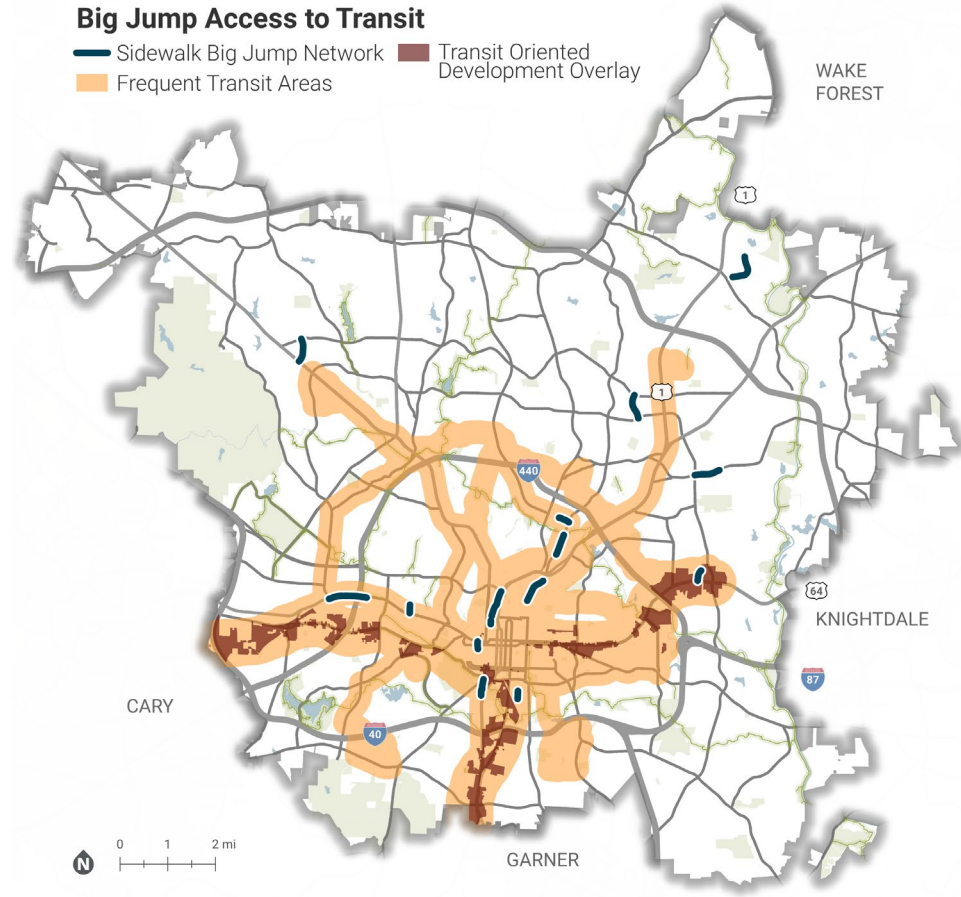 Big Jump Access to Transit
Sidewalk Big Jump Network
Transit Oriented
Development Overlay
Frequent Transit Areas
WAKE
FOREST
1
1
440
64
KNIGHTDALE
87
CARY
40
0 1 2 mi
N
GARNER